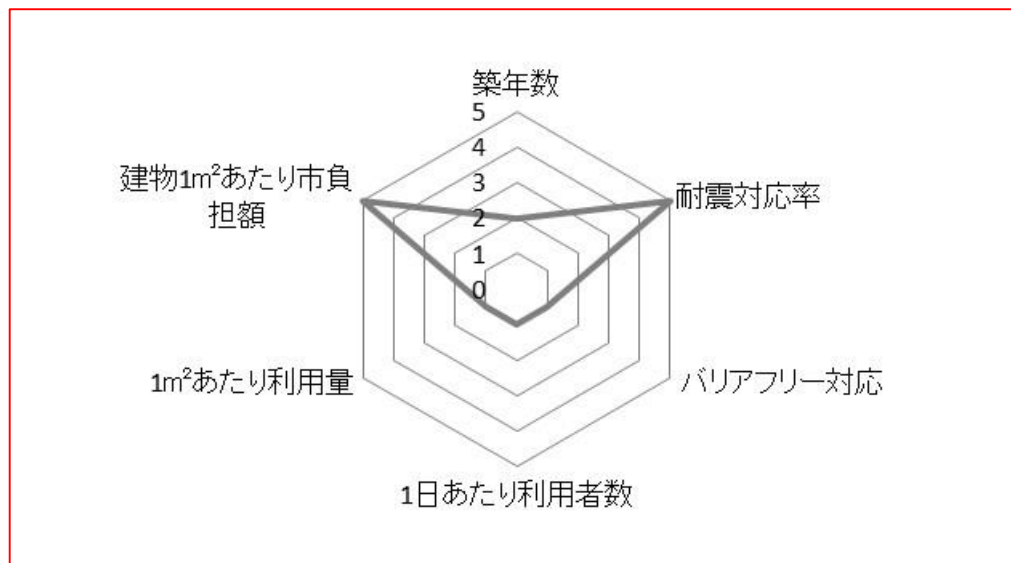 築年数
5
4
3
2
1
0
建物1m²あたり市負
担額
耐震対応率
1m²あたり利用量
バリアフリー対応
1日あたり利用者数